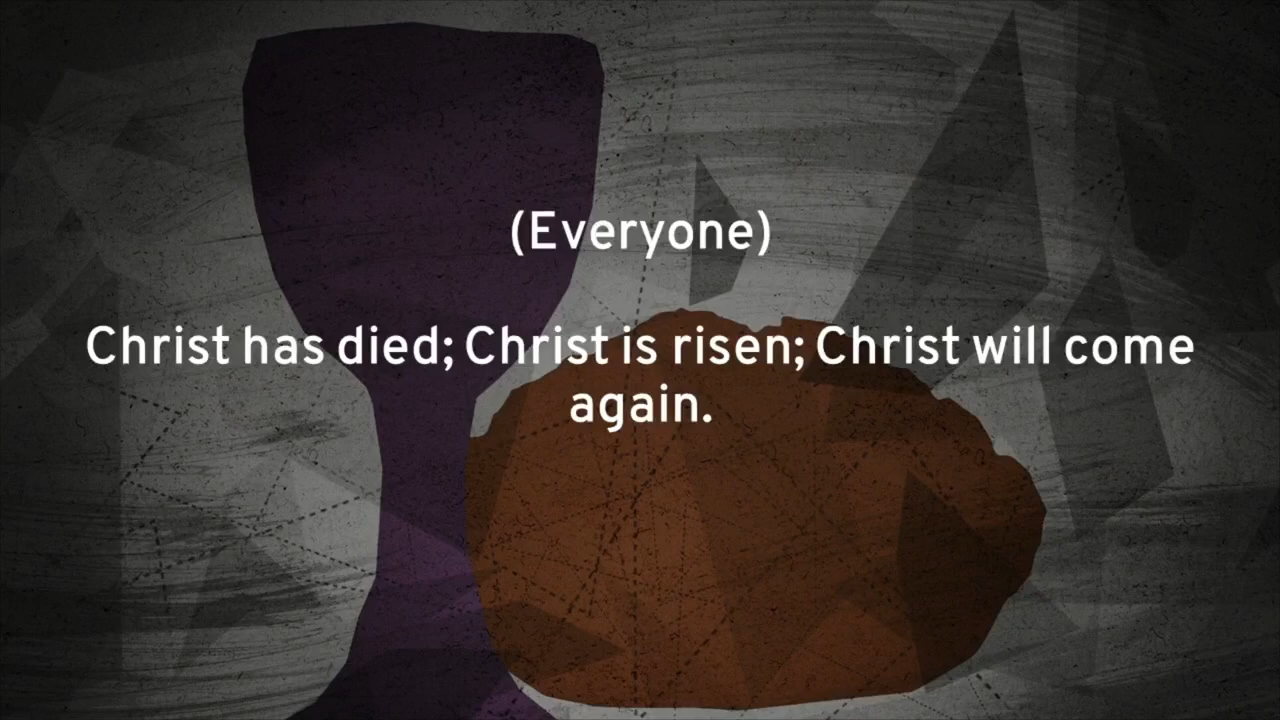 (Everyone)
Christ has died; Christ is risen; Christ will come
again.